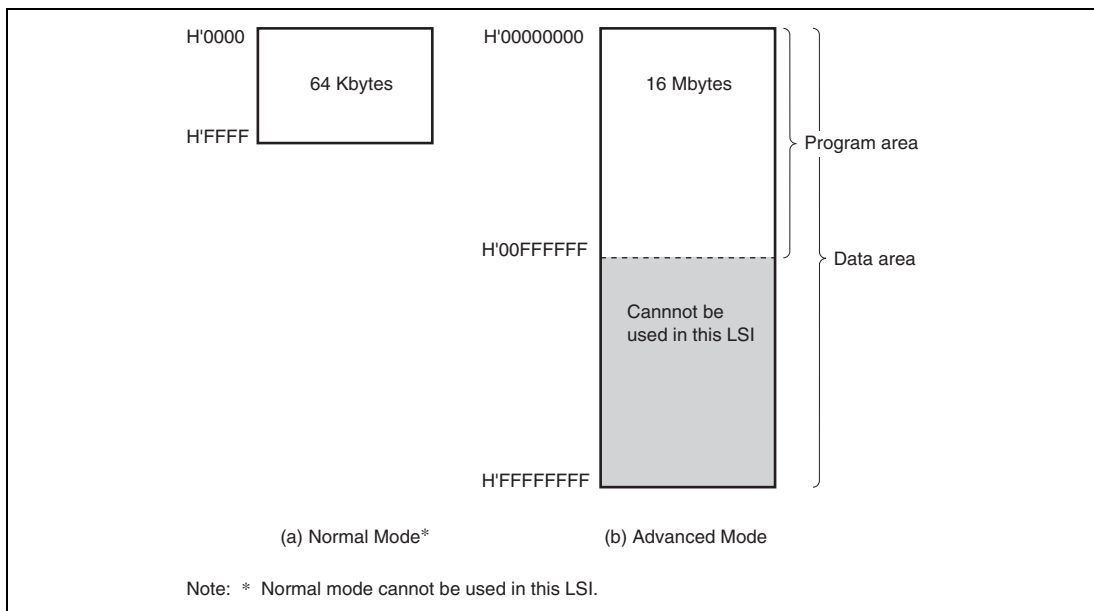 H'0000
64 Kbytes
H'FFFF
H'00000000
16 Mbytes
Program area
H'00FFFFFF
Data area
Cannnot be
used in this LSI
H'FFFFFFFF
(a) Normal Mode*
(b) Advanced Mode
Note: * Normal mode cannot be used in this LSI.